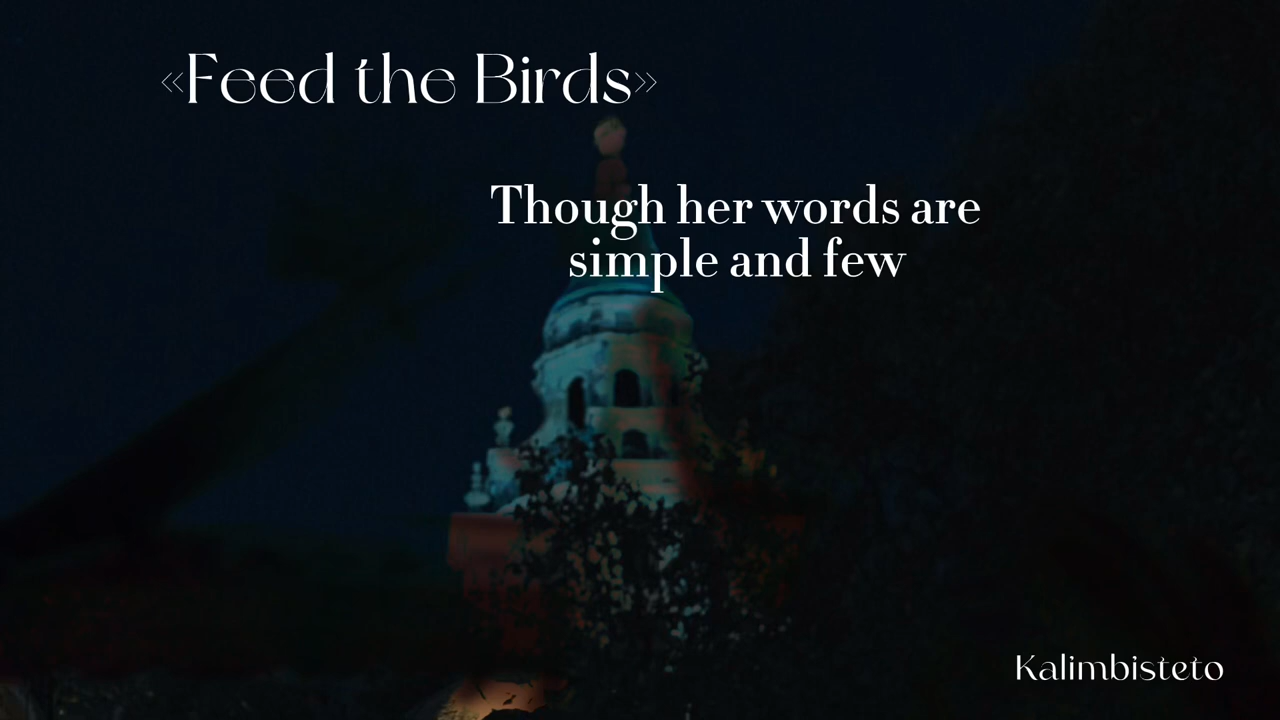 «Feed the Birds»
Though her words are
simple and few
Kalimbisteto